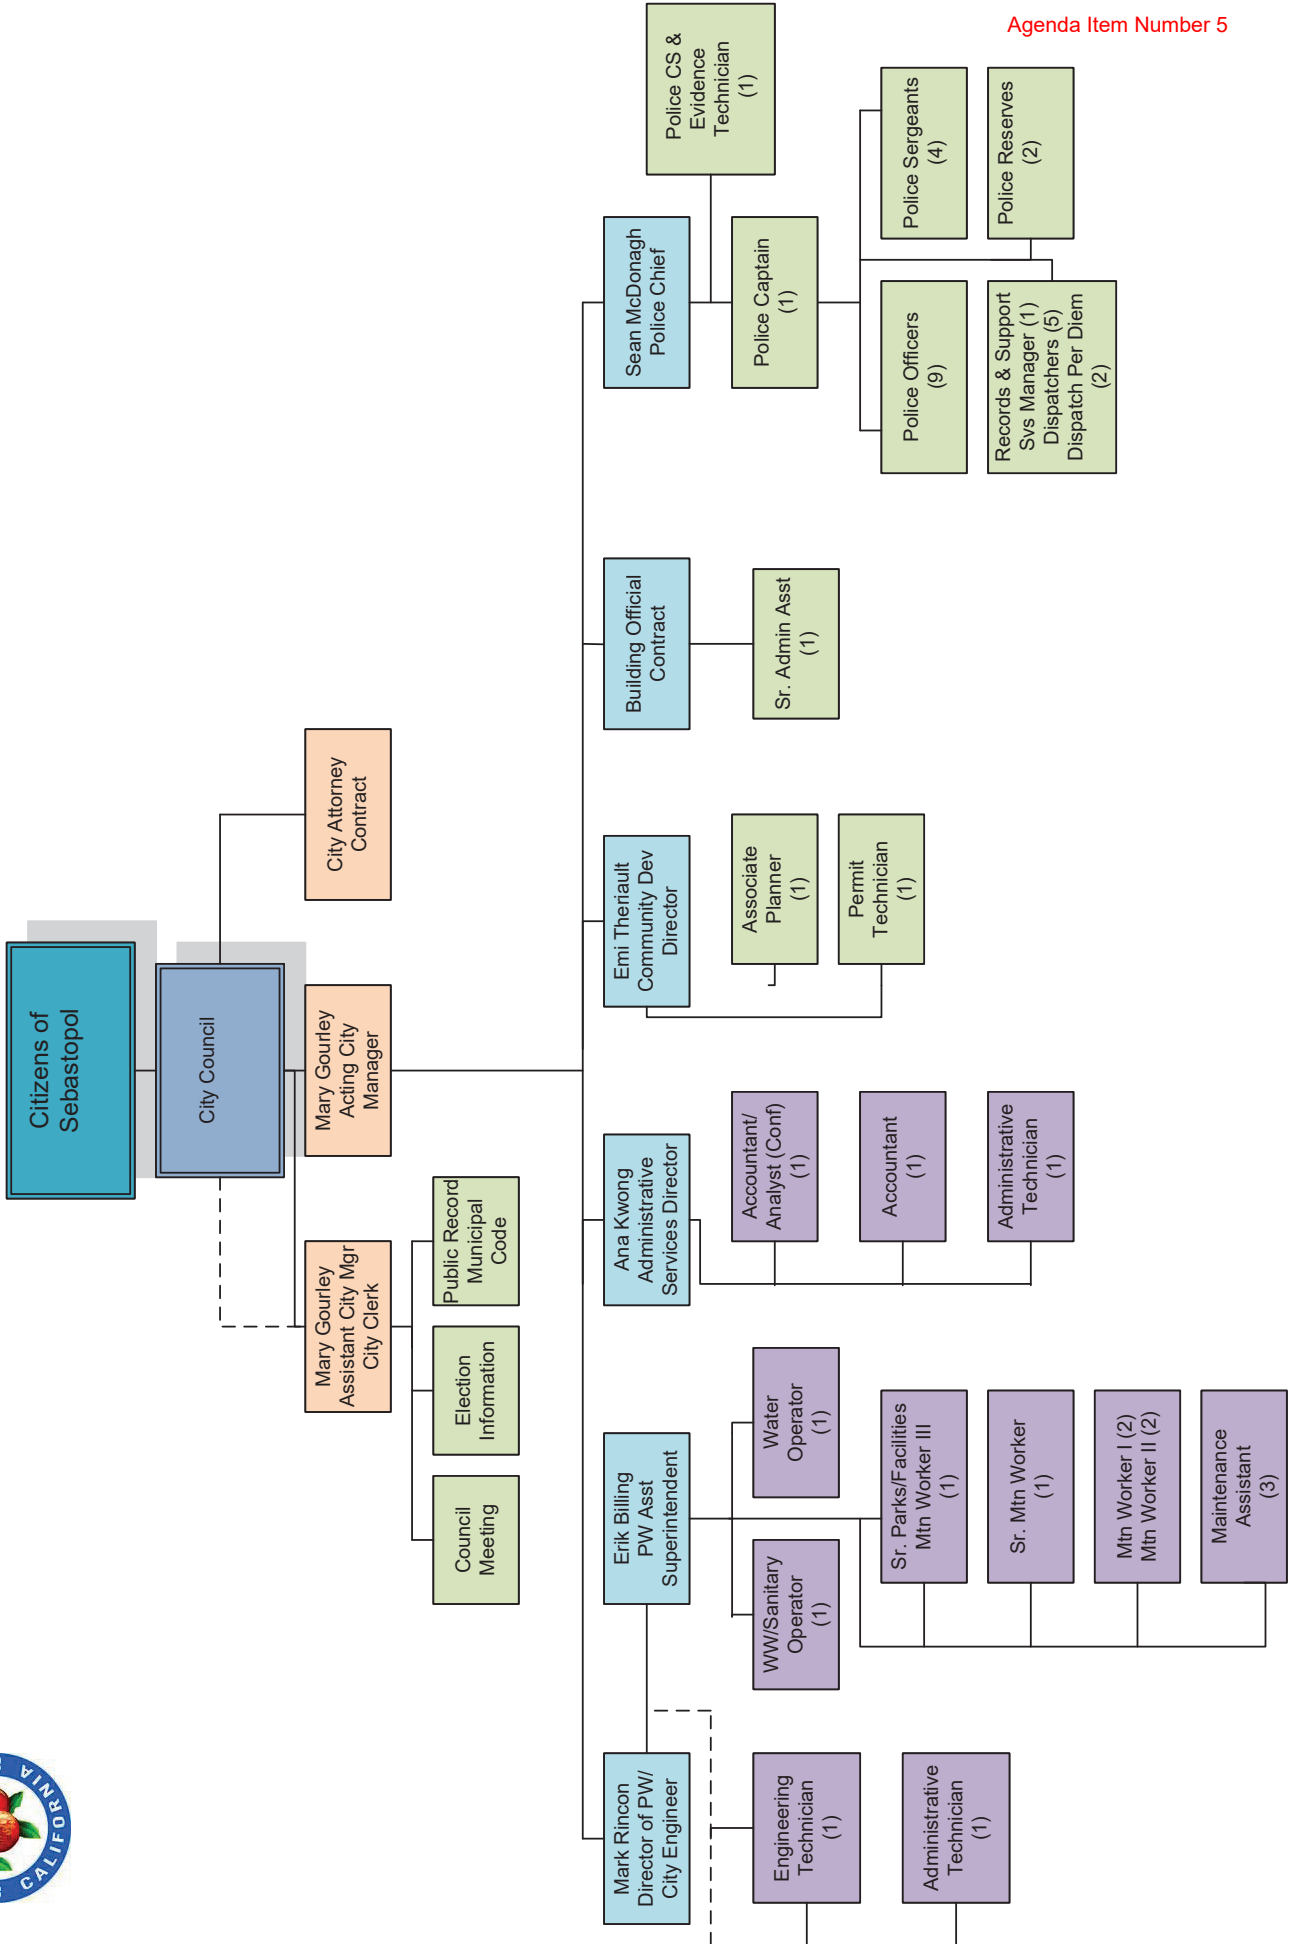 Agenda Item Number 5
Citizens of
Sebastopol
City Council
Mary Gourley
Assistant City Mgr
City Clerk
Mary Gourley
Acting City
Manager
City Attorney
Contract
Council
Meeting
Election
Information
Public Record
Municipal
Code
Mark Rincon
Director of PW/
City Engineer
Erik Billing
PW Asst
Superintendent
Ana Kwong
Administrative
Services Director
Emi Theriault
Community Dev
Director
Building Official
Contract
Sean McDonagh
Police Chief
Police CS &
Evidence
Technician
(1)
Engineering
Technician
(1)
Administrative
Technician
(1)
WW/Sanitary
Operator
(1)
Water
Operator
(1)
Sr. Parks/Facilities
Mtn Worker III
(1)
Sr. Mtn Worker
(1)
Mtn Worker I (2)
Mtn Worker II (2)
Maintenance
Assistant
(3)
Accountant/
Analyst (Conf)
(1)
Accountant
(1)
Administrative
Technician
(1)
Associate
Planner
(1)
Permit
Technician
(1)
Sr. Admin Asst
(1)
Police Captain
(1)
Police Officers
(9)
Police Sergeants
(4)
Records & Support
Svs Manager (1)
Dispatchers (5)
Dispatch Per Diem
(2)
Police Reserves
(2)
CALIFORNIA